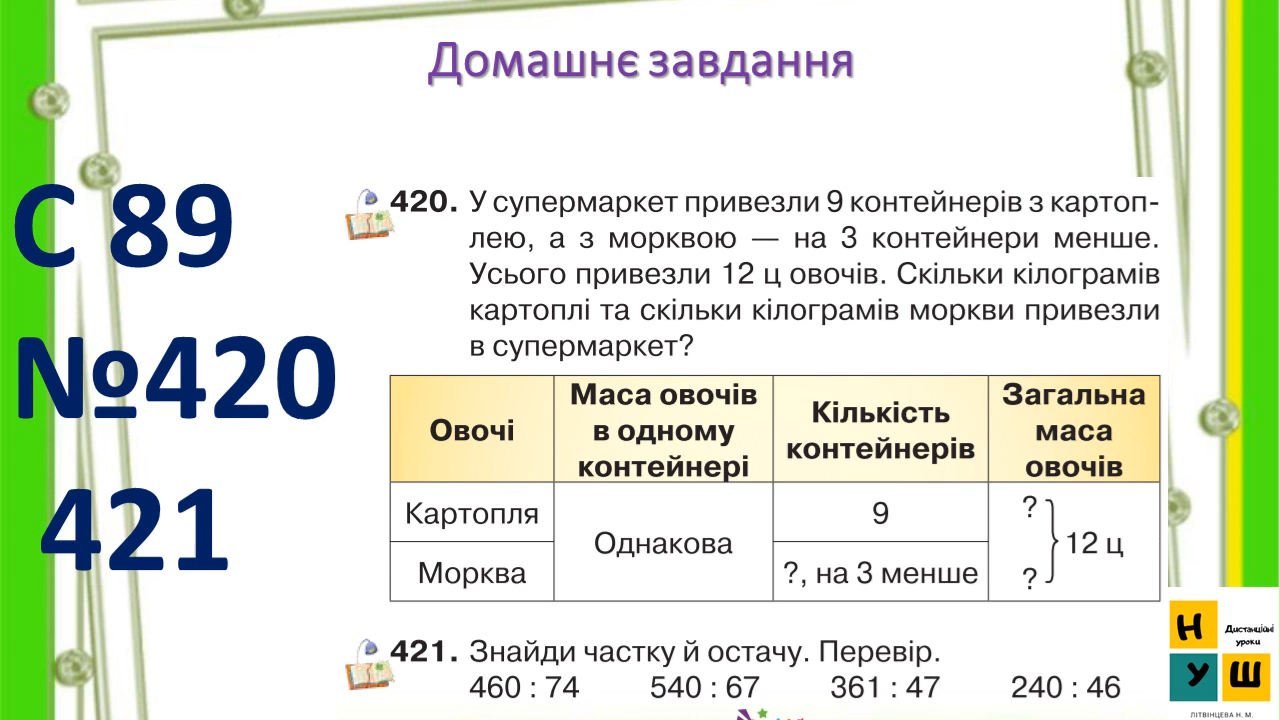 Домашнє завдання
С 89
№420
421
420. У супермаркет привезли 9 контейнерів з картоп-
лею, а з морквою — на 3 контейнери менше.
Усього привезли 12 ц овочів. Скільки кілограмів
картоплі та скільки кілограмів моркви привезли
в супермаркет?
Овочі
Маса овочів
в одному
контейнері
Кількість
контейнерів
Загальна
маса
овочів
Картопля
Однакова
9
?
12 ц
Морква
?, на 3 менше
?
421. Знайди частку й остачу. Перевір.
460 : 74 540 : 67 361 : 47 240 : 46
Н
Дистанційні
уроки
У Ш
ЛІТВІНЦЕВА Н. М.